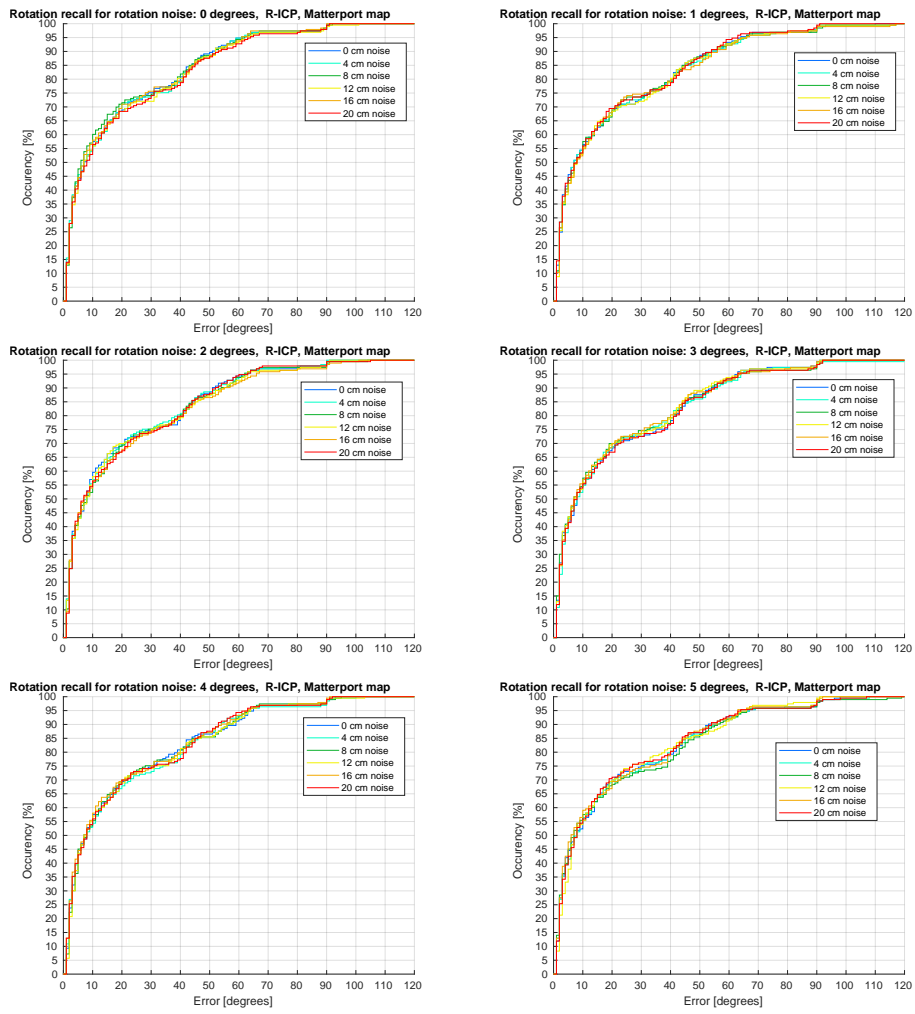 Rotation recall for rotation noise: 0 degrees, R-ICP, Matterport map
100
95
90
85
80
75
70
65
60
55
50
45
40
35
30
25
20
15
10
5
0
Occurency [%]
0 cm noise
4 cm noise
8 cm noise
12 cm noise
16 cm noise
20 cm noise
0 10 20 30 40 50 60 70 80 90 100 110 120
Error [degrees]
Rotation recall for rotation noise: 1 degrees, R-ICP, Matterport map
100
95
90
85
80
75
70
65
60
55
50
45
40
35
30
25
20
15
10
5
0
Occurency [%]
0 cm noise
4 cm noise
8 cm noise
12 cm noise
16 cm noise
20 cm noise
0 10 20 30 40 50 60 70 80 90 100 110 120
Error [degrees]
Rotation recall for rotation noise: 2 degrees, R-ICP, Matterport map
100
95
90
85
80
75
70
65
60
55
50
45
40
35
30
25
20
15
10
5
0
Occurency [%]
0 cm noise
4 cm noise
8 cm noise
12 cm noise
16 cm noise
20 cm noise
0 10 20 30 40 50 60 70 80 90 100 110 120
Error [degrees]
Rotation recall for rotation noise: 3 degrees, R-ICP, Matterport map
100
95
90
85
80
75
70
65
60
55
50
45
40
35
30
25
20
15
10
5
0
Occurency [%]
0 cm noise
4 cm noise
8 cm noise
12 cm noise
16 cm noise
20 cm noise
0 10 20 30 40 50 60 70 80 90 100 110 120
Error [degrees]
Rotation recall for rotation noise: 4 degrees, R-ICP, Matterport map
100
95
90
85
80
75
70
65
60
55
50
45
40
35
30
25
20
15
10
5
0
Occurency [%]
0 cm noise
4 cm noise
8 cm noise
12 cm noise
16 cm noise
20 cm noise
0 10 20 30 40 50 60 70 80 90 100 110 120
Error [degrees]
Rotation recall for rotation noise: 5 degrees, R-ICP, Matterport map
100
95
90
85
80
75
70
65
60
55
50
45
40
35
30
25
20
15
10
5
0
Occurency [%]
0 cm noise
4 cm noise
8 cm noise
12 cm noise
16 cm noise
20 cm noise
0 10 20 30 40 50 60 70 80 90 100 110 120
Error [degrees]